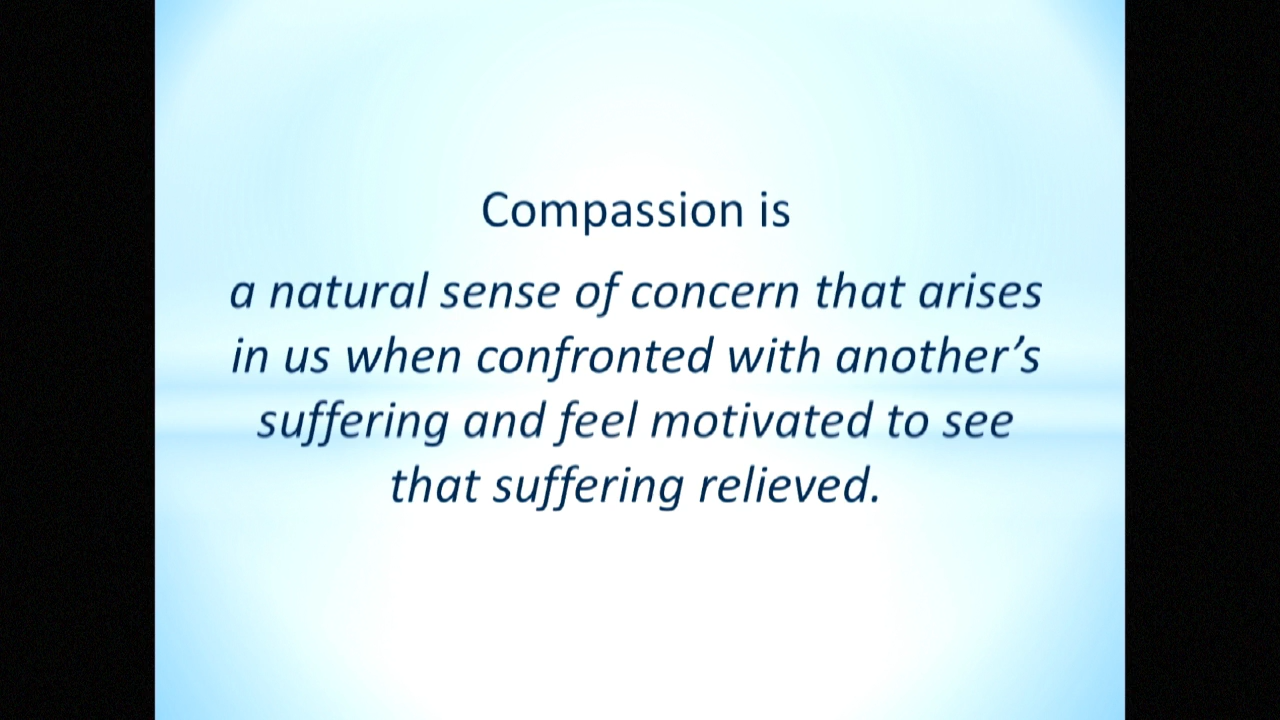 Compassion is
a natural sense of concern that arises
in us when confronted with another’s
suffering and feel motivated to see
that suffering relieved.